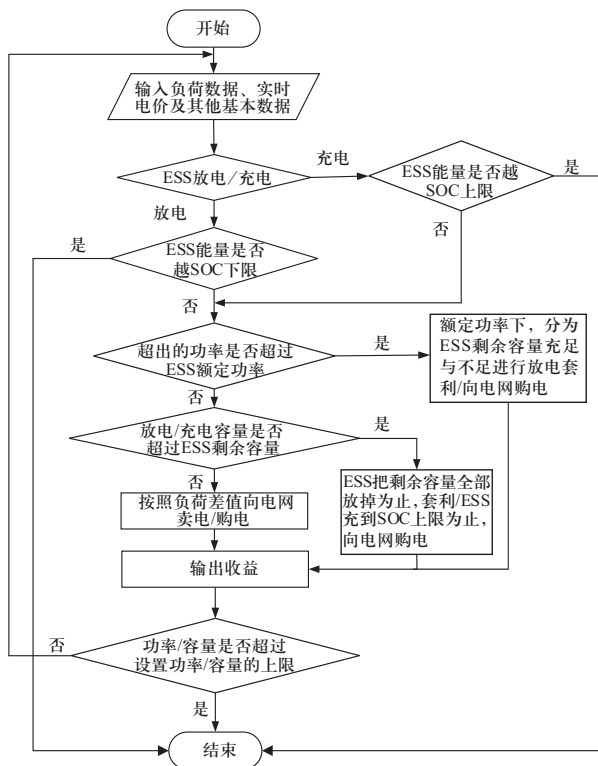 开始
输入负荷数据、实时
电价及其他基本数据
ESS放电/充电
充电
ESS能量是否越
SOC上限
是
放电
否
是
ESS能量是否
越SOC下限
否
超出的功率是否超过
ESS额定功率
是
额定功率下，分为
ESS剩余容量充足
与不足进行放电套
利/向电网购电
否
放电/充电容量是否
超过ESS剩余容量
是
否
ESS把剩余容量全部
放掉为止，套利/ESS
充到SOC上限为止，
向电网购电
按照负荷差值向电网
卖电/购电
输出收益
否
功率/容量是否超过
设置功率/容量的上限
是
结束